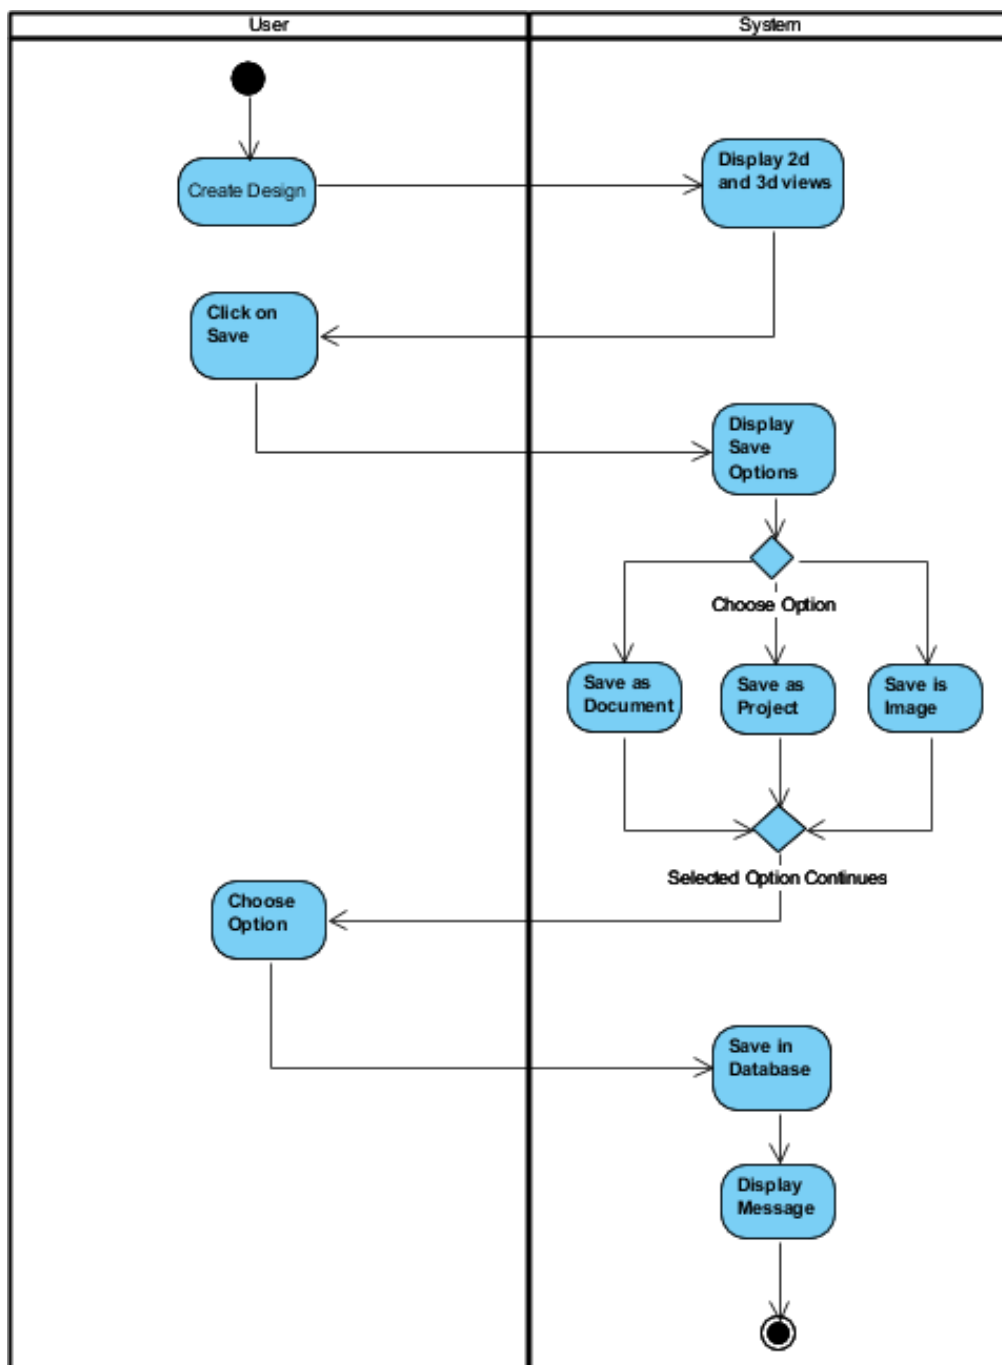 User
System
Create Design
Display 2d
and 3d views
Click on
Save
Display
Save
Options
Choose Option
Save as
Document
Save as
Project
Save is
Image
Selected Option Continues
Choose
Option
Save in
Database
Display
Message